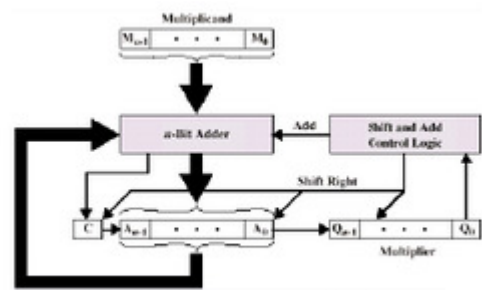 Multiplicand
Mn-1 · · · M0
n-Bit Adder
Add
Shift and Add
Control Logic
Shift Right
C An-1 · · · A0 Qn-1 · · · Q0
Multiplier